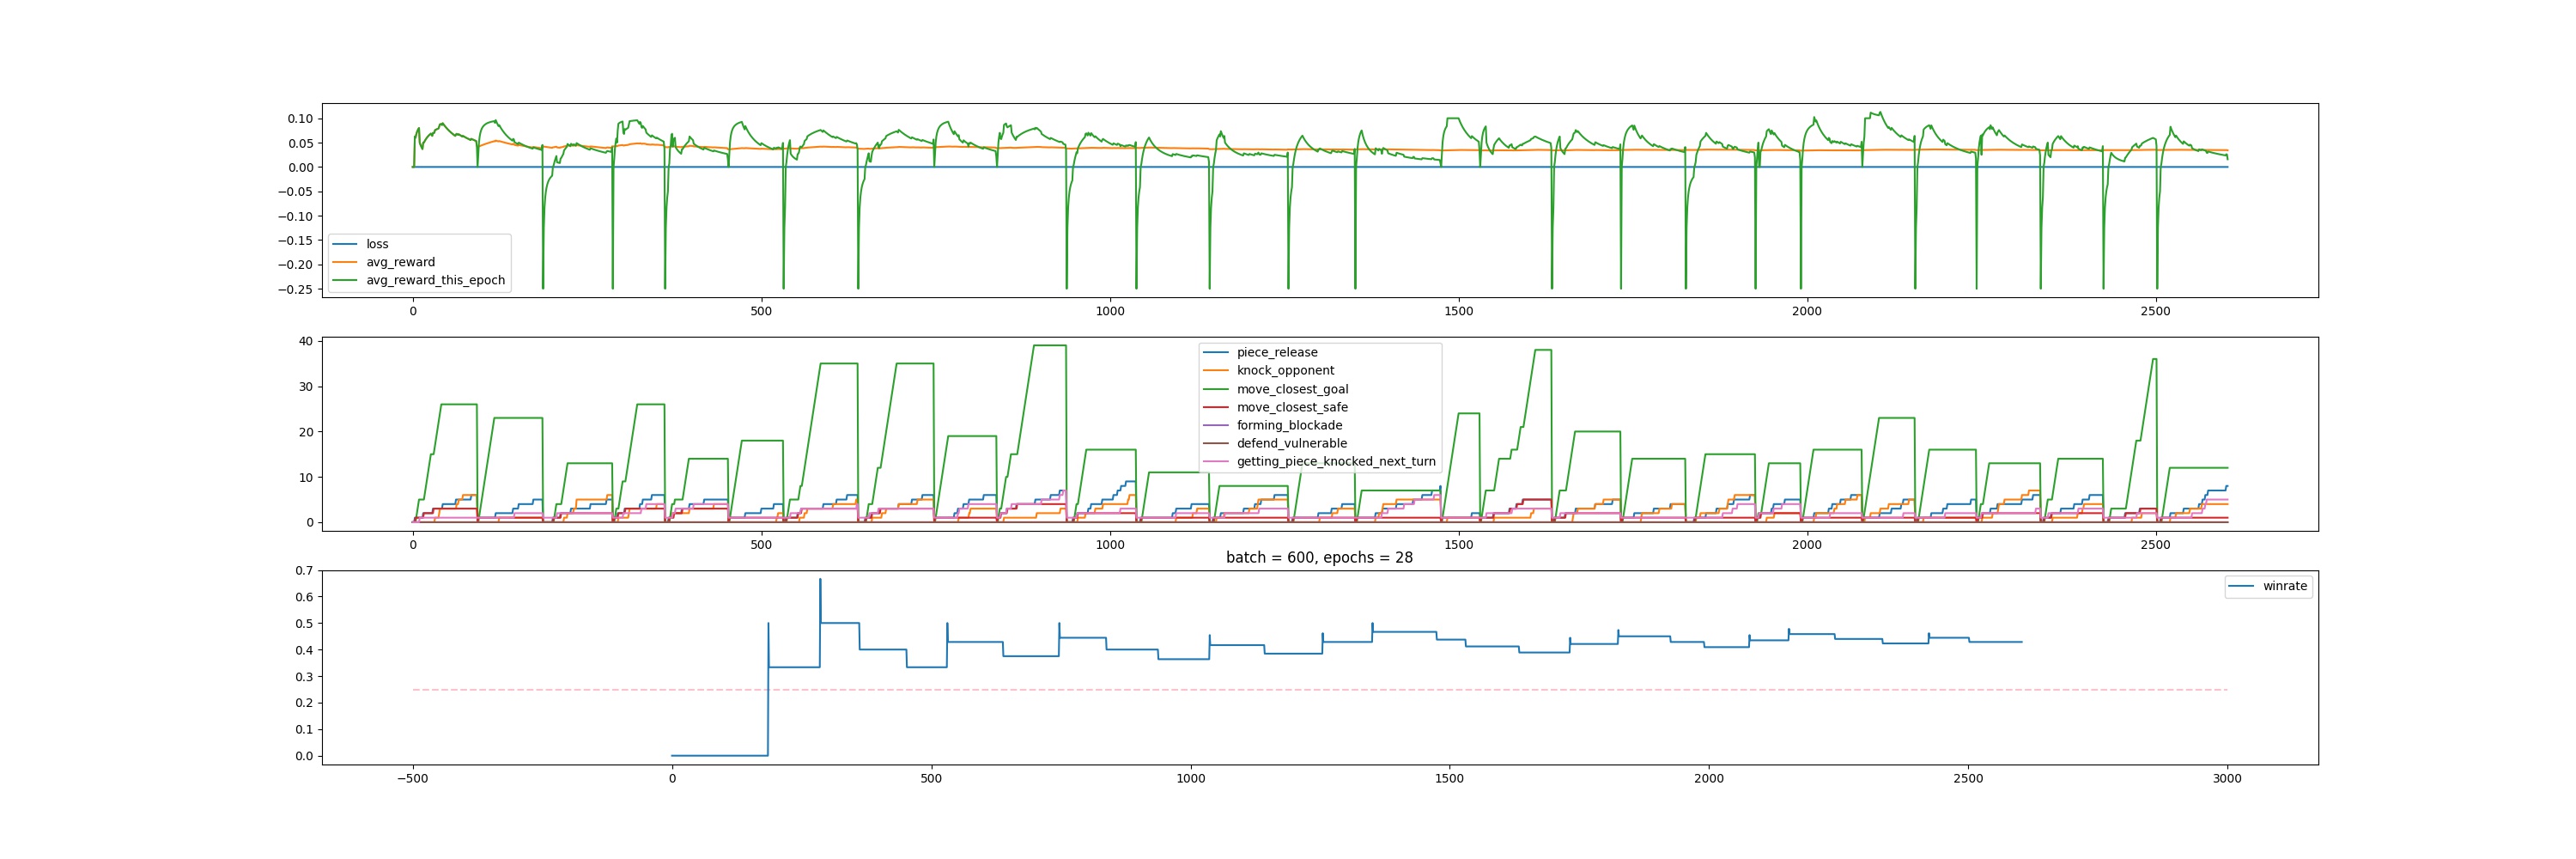 0.10
0.05
0.00
−0.05
−0.10
−0.15
−0.20
−0.25
loss
avg_reward
avg_reward_this_epoch
0 500 1000 1500 2000 2500
40
30
20
10
0
piece_release
knock_opponent
move_closest_goal
move_closest_safe
forming_blockade
defend_vulnerable
getting_piece_knocked_next_turn
0 500 1000 1500 2000 2500
batch = 600, epochs = 28
0.7
0.6
0.5
0.4
0.3
0.2
0.1
0.0
winrate
−500 0 500 1000 1500 2000 2500 3000